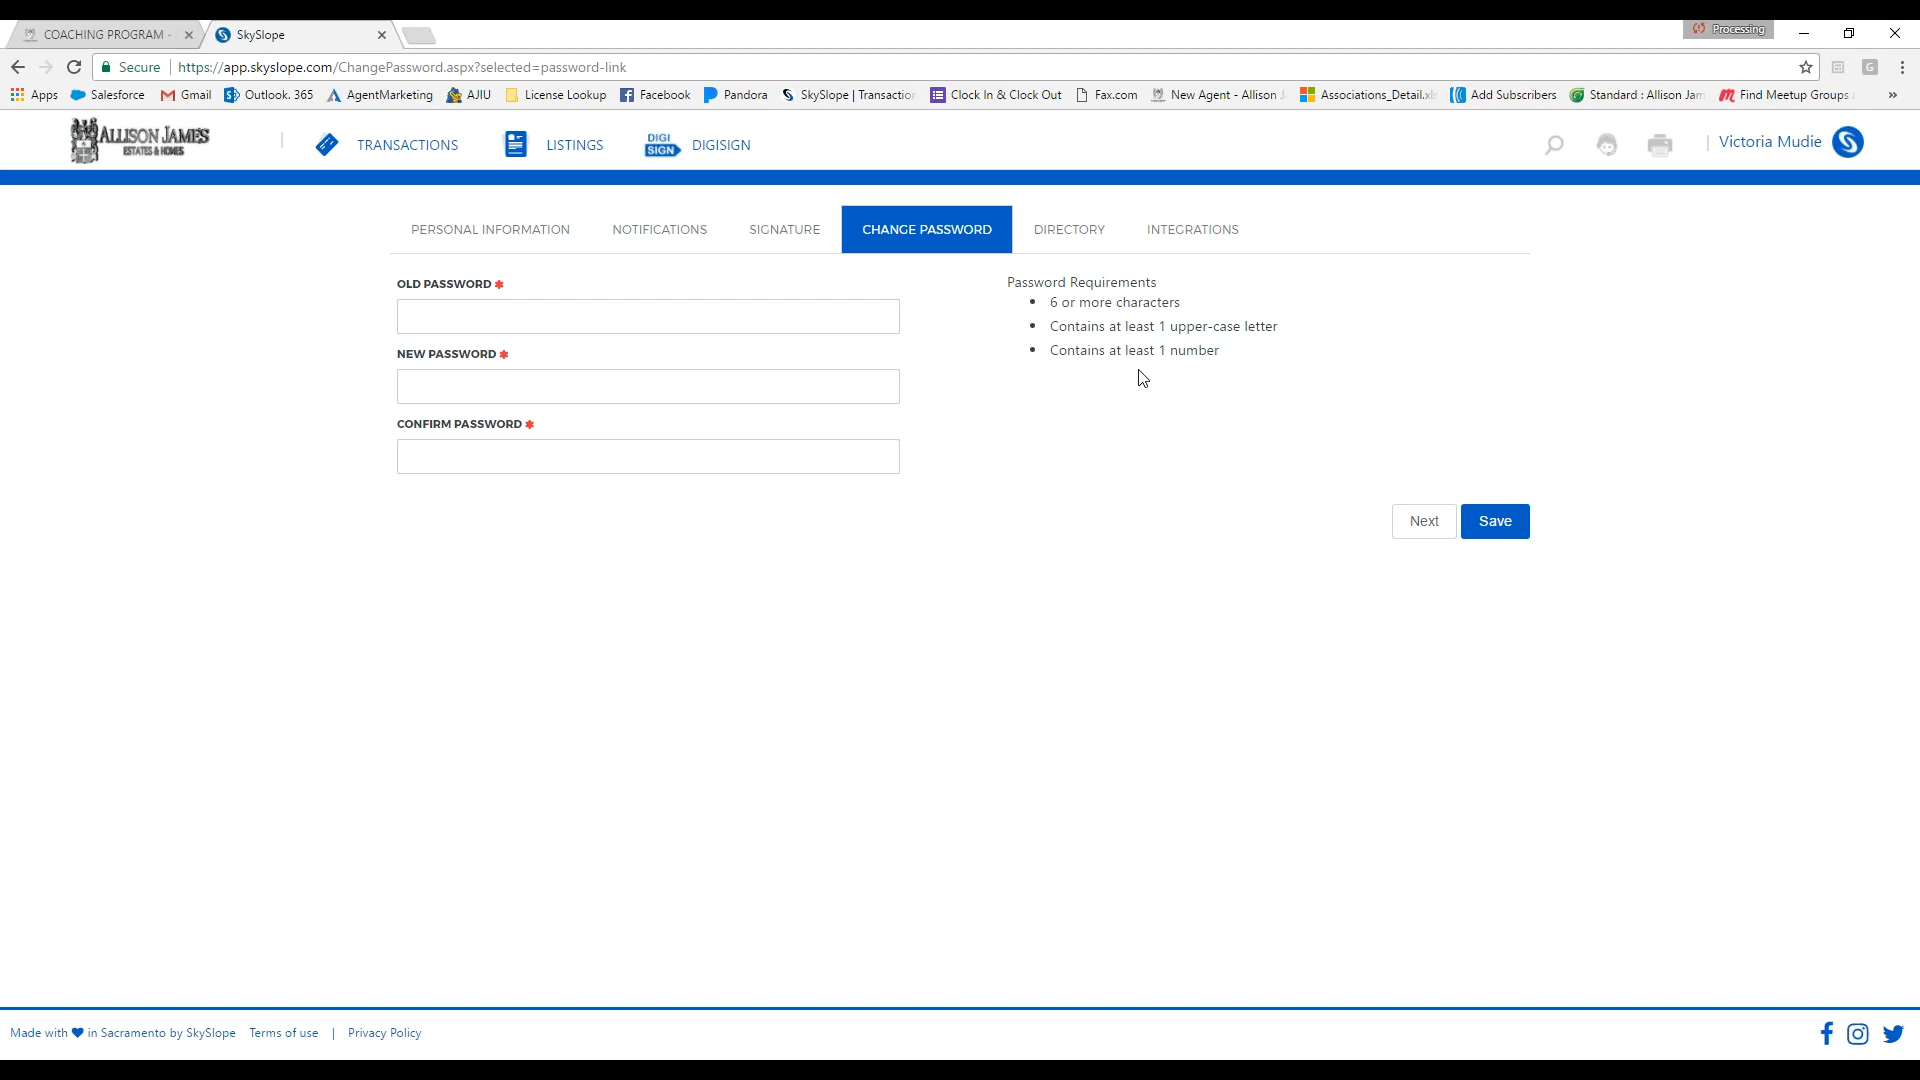 COACHING PROGRAM -
SkySlope
Processing
Secure https://app.skyslope.com/ChangePassword.aspx?selected=password-link
Apps Salesforce Gmail Outlook. 365 AgentMarketing AJIU License Lookup Facebook Pandora SkySlope | Transaction Clock In & Clock Out Fax.com New Agent - Allison J Associations_Detail.xls Add Subscribers Standard : Allison Jam Find Meetup Groups »
ALLISON JAMES
ESTATES & HOMES
TRANSACTIONS
LISTINGS
DIGI SIGN
DIGISIGN
Victoria Mudie
PERSONAL INFORMATION NOTIFICATIONS SIGNATURE CHANGE PASSWORD DIRECTORY INTEGRATIONS
OLD PASSWORD *
NEW PASSWORD *
CONFIRM PASSWORD *
Password Requirements
• 6 or more characters
• Contains at least 1 upper-case letter
• Contains at least 1 number
Next Save
Made with ♥ in Sacramento by SkySlope Terms of use | Privacy Policy